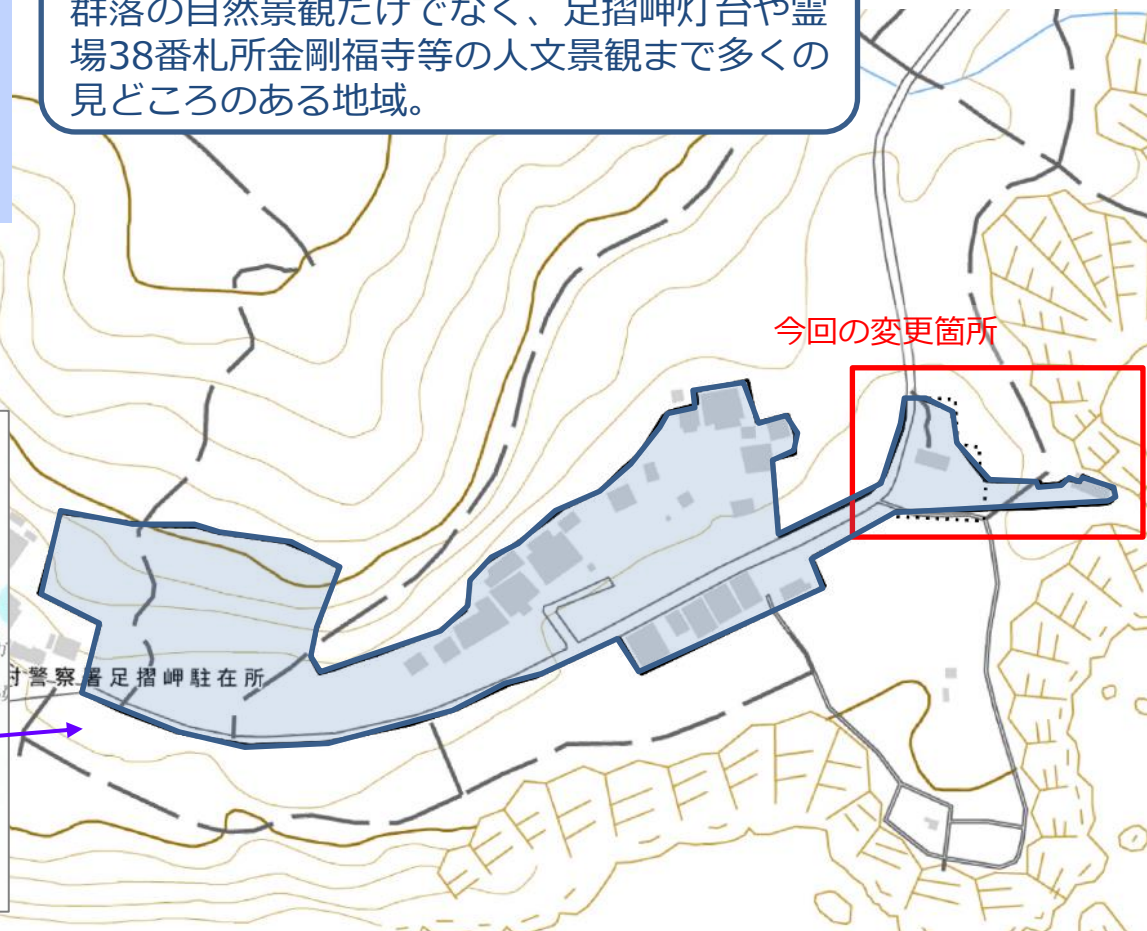 群落の自然景観だけでなく、足摺岬灯台や霊
場38番札所金剛福寺等の人文景観まで多くの
見どころのある地域。
今回の変更箇所
警察署足摺岬駐在所